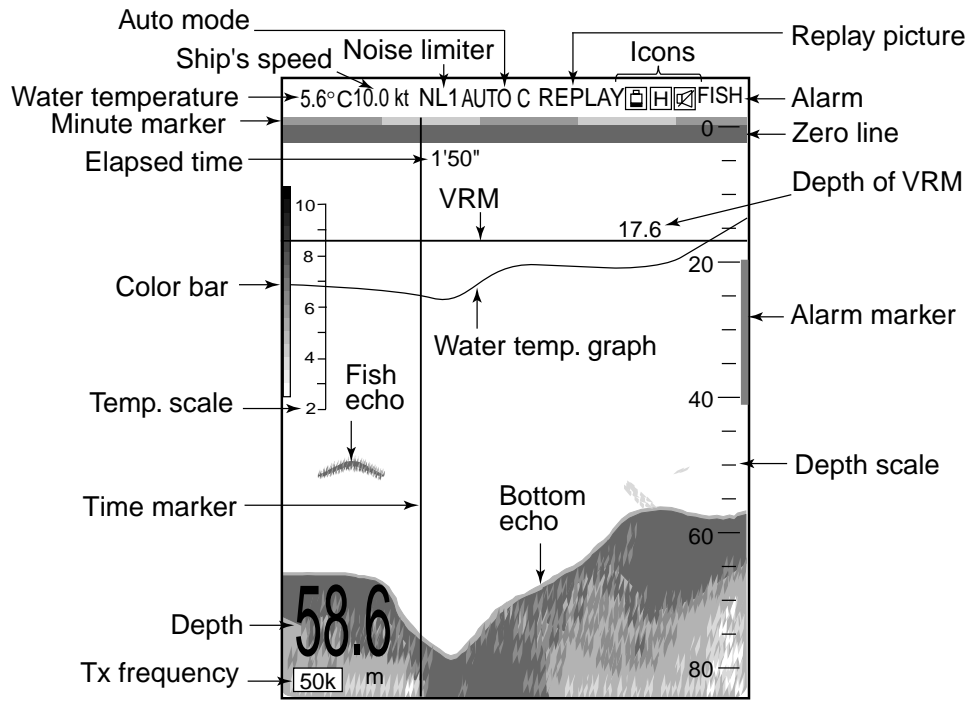 Auto mode
Ship's speed
Noise limiter
Icons
Replay picture
Water temperature
5.6°C 10.0 kt NL1 AUTO C REPLAY H FISH
Alarm
Minute marker
0
Zero line
Elapsed time
1'50"
VRM
Depth of VRM
17.6
10
8
20
Color bar
6
Alarm marker
Water temp. graph
4
Fish
echo
Temp. scale
2
40
Depth scale
Time marker
Bottom
echo
60
Depth
58.6
m
Tx frequency
50k
80